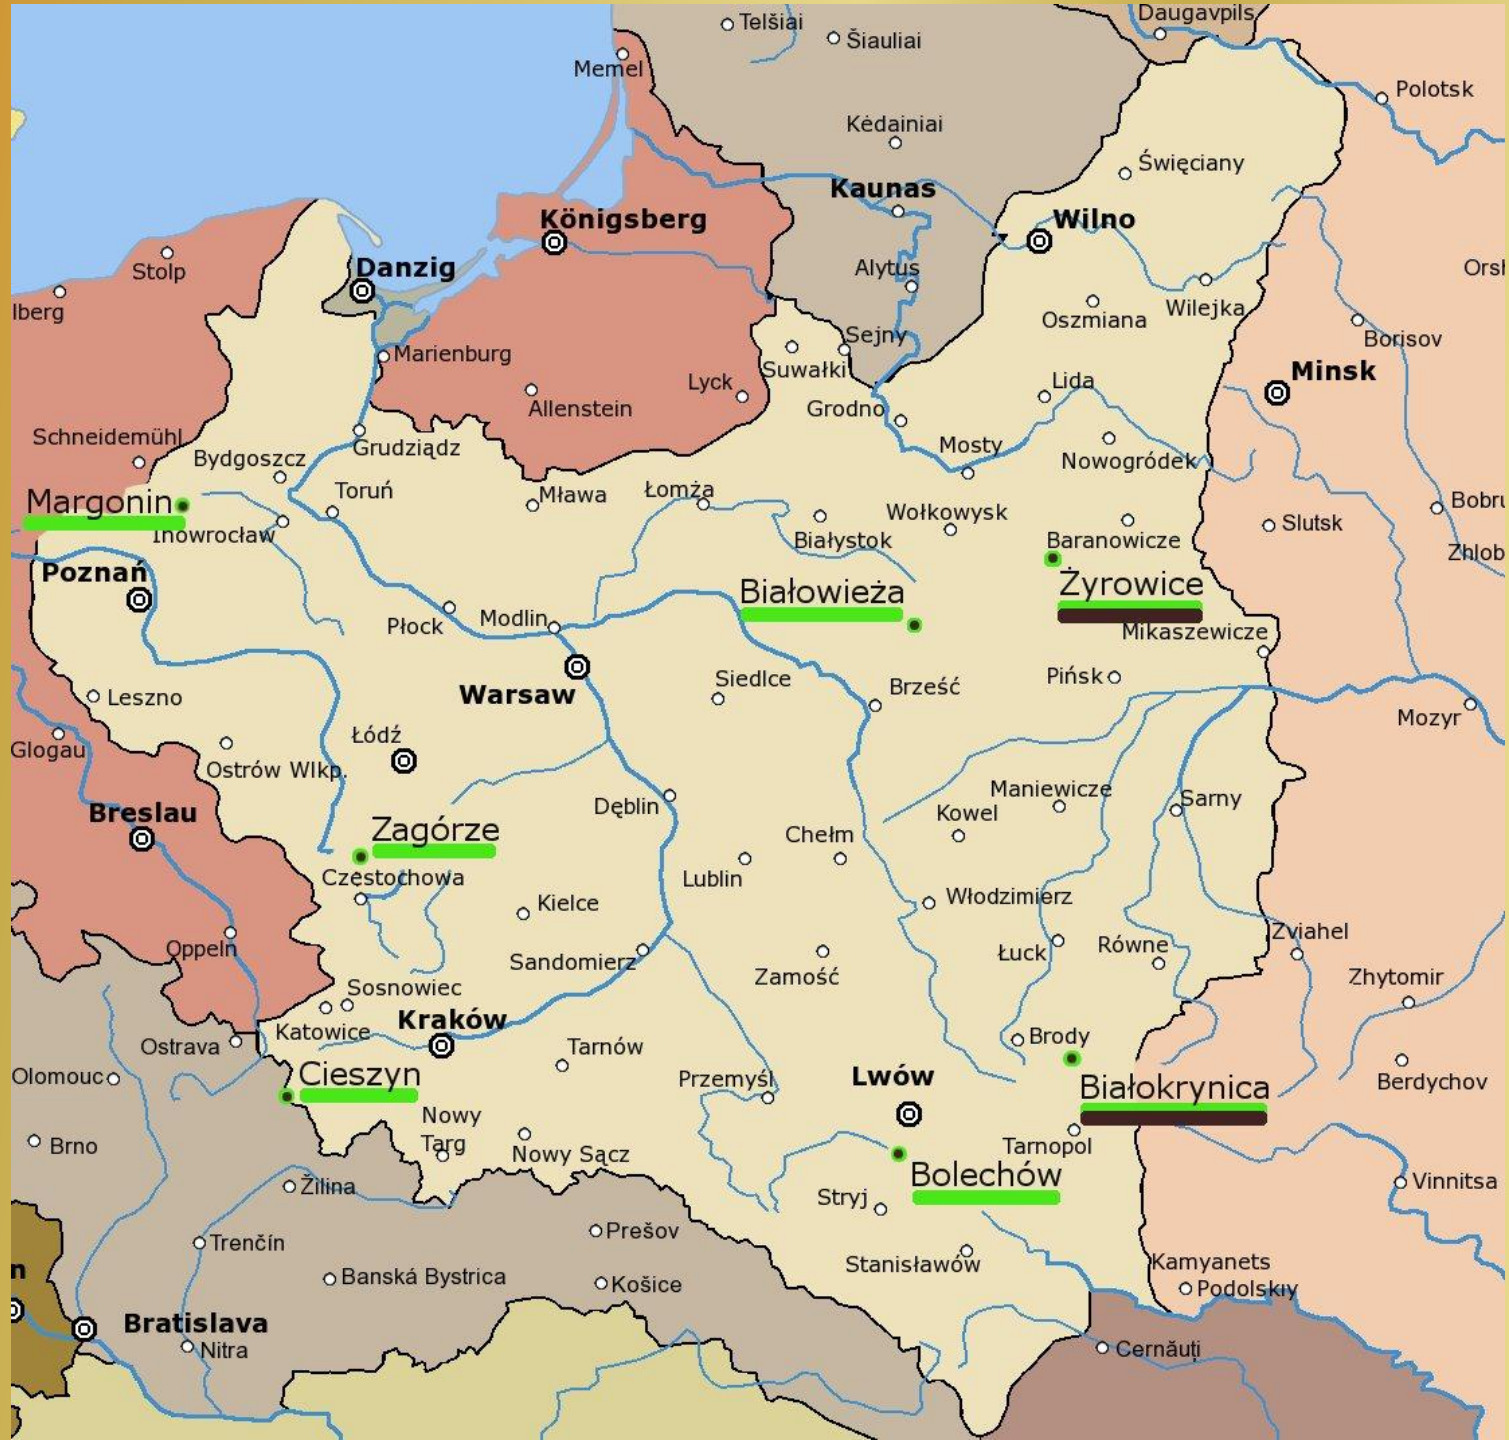 Daugavpils
Telšiai
Šiauliai
Memel
Polotsk
Kėdainiai
Święciany
Kaunas
Königsberg
Wilno
Stolp
Danzig
Alytus
Orsh
lberg
Wilejka
Oszmiana
Borisov
Sejny
Marienburg
Suwałki
Minsk
Lyck
Lida
Allenstein
Grodno
Schneidemühl
Grudziądz
Bydgoszcz
Mosty
Nowogródek
Toruń
Mława
Łomża
Margonin
Wołkowysk
Bobru
Slutsk
Inowrocław
Białystok
Baranowicze
Zhlob
Poznań
Białowieża
Żyrowice
Płock
Modlin
Mikaszewicze
Siedlce
Pińsk
Brześć
Warsaw
Leszno
Mozyr
Łódź
Glogau
Ostrów Wlkp.
Maniewicze
Dęblin
Sarny
Breslau
Kowel
Zagórze
Chełm
Częstochowa
Lublin
Włodzimierz
Kielce
Zviahel
Oppeln
Łuck
Równe
Sandomierz
Zamość
Zhytomir
Sosnowiec
Kraków
Katowice
Brody
Ostrava
Tarnów
Olomouc
Cieszyn
Przemyśl
Lwów
Berdychov
Białokrynica
Nowy
Targ
Brno
Nowy Sącz
Tarnopol
Bolechów
Vinnitsa
Žilina
Stryj
Prešov
Trenčín
Stanisławów
Kamyanets
Podolskiy
n
Banská Bystrica
Košice
Bratislava
Nitra
Cernăuți